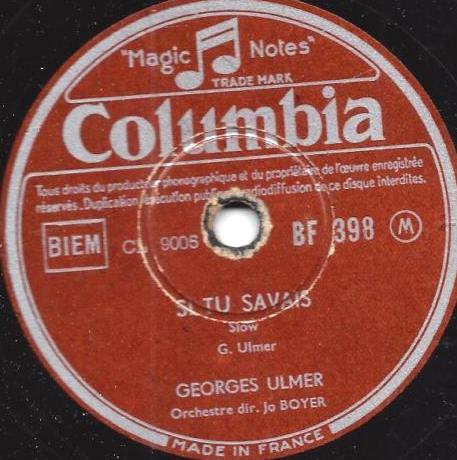 "Magic Notes"
TRADE MARK
Columbia
Tous droits du producteur phonographique et du propriétaire de l'œuvre enregistrée
réservés. Duplication, exécution publique radiodiffusion de ce disque interdites.
BIEM CL 9006 BF 398 M
SI TU SAVAIS
Slow
G. Ulmer
GEORGES ULMER
Orchestre dir. Jo BOYER
MADE IN FRANCE